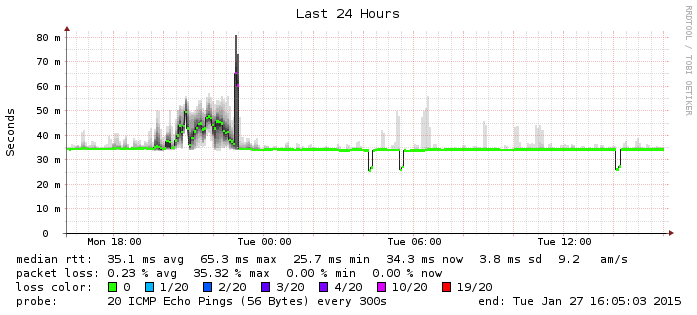 Last 24 Hours
RRDTOOL / TOBI OETIKER
Seconds
80 m
70 m
60 m
50 m
40 m
30 m
20 m
10 m
0
Mon 18:00 Tue 00:00 Tue 06:00 Tue 12:00
median rtt: 35.1 ms avg 65.3 ms max 25.7 ms min 34.3 ms now 3.8 ms sd 9.2 am/s
packet loss: 0.23 % avg 35.32 % max 0.00 % min 0.00 % now
loss color: 0 1/20 2/20 3/20 4/20 10/20 19/20
probe: 20 ICMP Echo Pings (56 Bytes) every 300s end: Tue Jan 27 16:05:03 2015